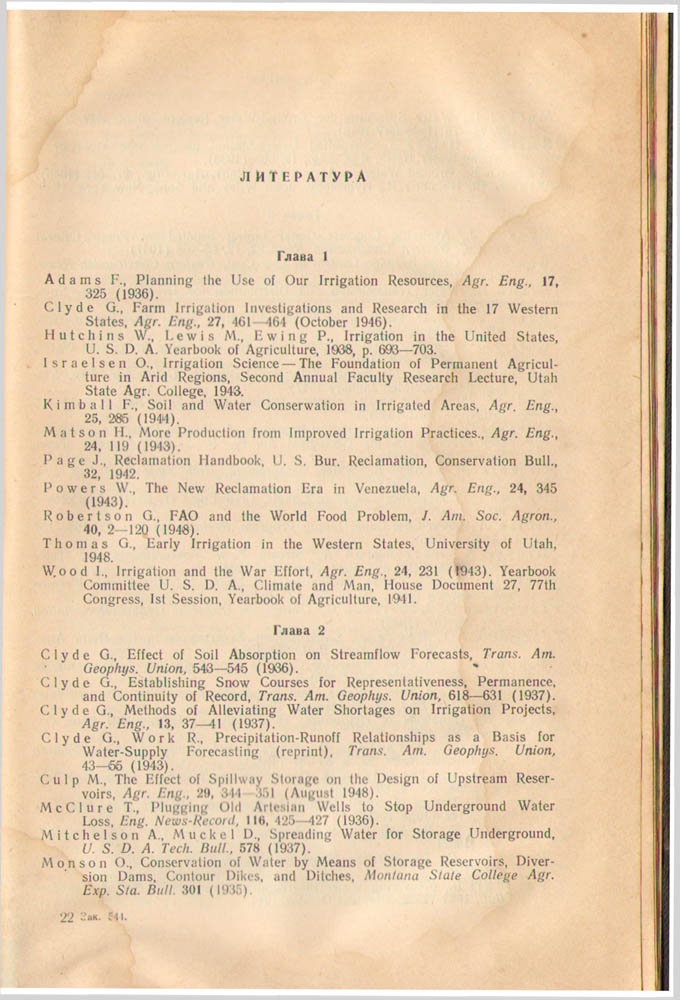 ЛИТЕРАТУРА
Глава 1
Adams F., Planning the Use of Our Irrigation Resources, Agr. Eng., 17,
325 (1936).
Clyde G., Farm Irrigation Investigations and Research in the 17 Western
States, Agr. Eng., 27, 461—464 (October 1946).
Hutchins W., Lewis M., Ewing P., Irrigation in the United States,
U. S. D. A. Yearbook of Agriculture, 1938, p. 693—703.
Israelsen O., Irrigation Science — The Foundation of Permanent Agricul-
ture in Arid Regions, Second Annual Faculty Research Lecture, Utah
State Agr. College, 1943.
Kimball F., Soil and Water Conserwation in Irrigated Areas, Agr. Eng.,
25, 285 (1944).
Matson H., More Production from Improved Irrigation Practices., Agr. Eng.,
24, 119 (1943).
Page J., Reclamation Handbook, U. S. Bur. Reclamation, Conservation Bull.,
32, 1942.
Powers W., The New Reclamation Era in Venezuela, Agr. Eng., 24, 345
(1943).
Robertson G., FAO and the World Food Problem, J. Am. Soc. Agron.,
40, 2—120 (1948).
Thomas G., Early Irrigation in the Western States, University of Utah,
1948.
Wood I., Irrigation and the War Effort, Agr. Eng., 24, 231 (1943). Yearbook
Committee U. S. D. A., Climate and Man, House Document 27, 77th
Congress, Ist Session, Yearbook of Agriculture, 1941.
Глава 2
Clyde G., Effect of Soil Absorption on Streamflow Forecasts, Trans. Am.
Geophys. Union, 543—545 (1936).
Clyde G., Establishing Snow Courses for Representativeness, Permanence,
and Continuity of Record, Trans. Am. Geophys. Union, 618—631 (1937).
Clyde G., Methods of Alleviating Water Shortages on Irrigation Projects,
Agr. Eng., 13, 37—41 (1937).
Clyde G., Work R., Precipitation-Runoff Relationships as a Basis for
Water-Supply Forecasting (reprint), Trans. Am. Geophys. Union,
43—55 (1943).
Culp M., The Effect of Spillway Storage on the Design of Upstream Reser-
voirs, Agr. Eng., 29, 344—351 (August 1948).
McClure T., Plugging Old Artesian Wells to Stop Underground Water
Loss, Eng. News-Record, 116, 425—427 (1936).
Mitchelson A., Muckel D., Spreading Water for Storage Underground,
U. S. D. A. Tech. Bull., 578 (1937).
Monson O., Conservation of Water by Means of Storage Reservoirs, Diver-
sion Dams, Contour Dikes, and Ditches, Montana State College Agr.
Exp. Sta. Bull. 301 (1935).
22 Зак. 544.